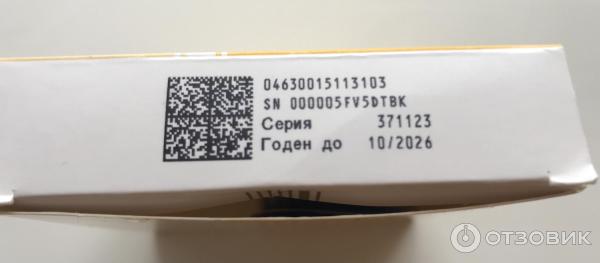 04630015113103
SN 000005FV5DTBK
Серия 371123
Годен до 10/2026
ОТЗОВИК